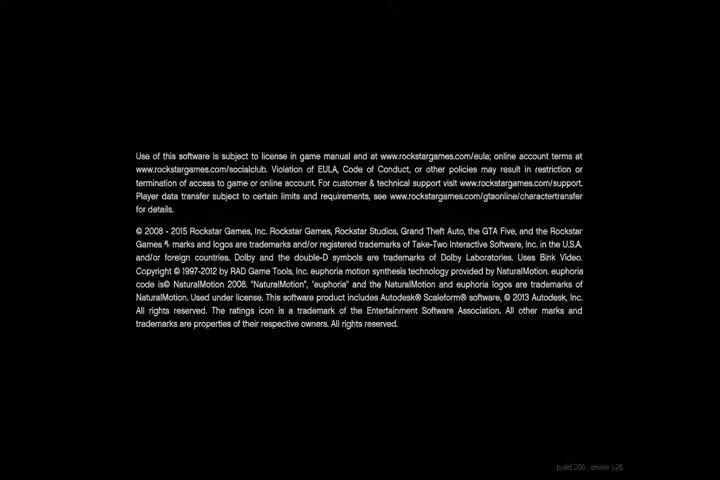 Use of this software is subject to license in game manual and at www.rockstargames.com/eula; online account terms at
www.rockstargames.com/socialclub. Violation of EULA, Code of Conduct, or other policies may result in restriction or
termination of access to game or online account. For customer & technical support visit www.rockstargames.com/support.
Player data transfer subject to certain limits and requirements, see www.rockstargames.com/gtaonline/charactertransfer
for details.
© 2008 - 2015 Rockstar Games, Inc. Rockstar Games, Rockstar Studios, Grand Theft Auto, the GTA Five, and the Rockstar
Games marks and logos are trademarks and/or registered trademarks of Take-Two Interactive Software, Inc. in the U.S.A.
and/or foreign countries. Dolby and the double-D symbols are trademarks of Dolby Laboratories. Uses Bink Video.
Copyright © 1997-2012 by RAD Game Tools, Inc. euphoria motion synthesis technology provided by NaturalMotion. euphoria
code is© NaturalMotion 2008. "NaturalMotion", "euphoria" and the NaturalMotion and euphoria logos are trademarks of
NaturalMotion. Used under license. This software product includes Autodesk® Scaleform® software, © 2013 Autodesk, Inc.
All rights reserved. The ratings icon is a trademark of the Entertainment Software Association. All other marks and
trademarks are properties of their respective owners. All rights reserved.